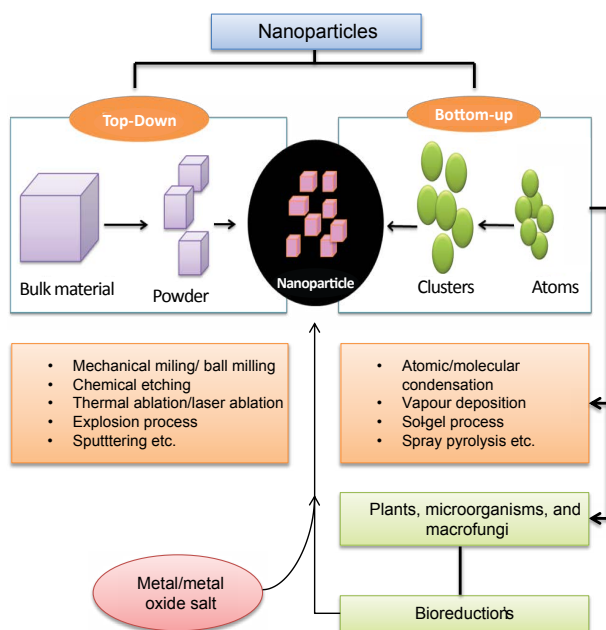 Nanoparticles
Top-Down
Bottom-up
Bulk material
Powder
Nanoparticle
Clusters
Atoms
• Mechanical miling/ ball milling
• Chemical etching
• Thermal ablation/laser ablation
• Explosion process
• Sputttering etc.
• Atomic/molecular
condensation
• Vapour deposition
• Sol-gel process
• Spray pyrolysis etc.
Plants, microorganisms, and
macrofungi
Metal/metal
oxide salt
Bioreduction's